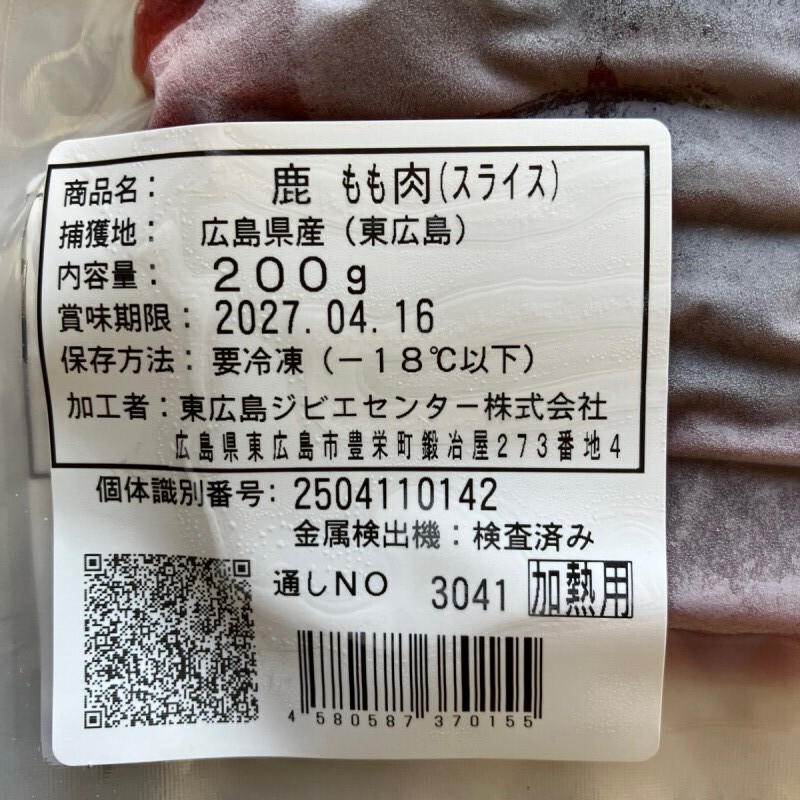 商品名： 鹿 もも肉(スライス)
捕獲地： 広島県産（東広島）
内容量： ２００ｇ
賞味期限： 2027.04.16
保存方法： 要冷凍（－１８℃以下）
加工者： 東広島ジビエセンター株式会社
広島県東広島市豊栄町鍛冶屋２７３番地４
個体識別番号： 2504110142
金属検出機：検査済み
通しNO 3041 加熱用
4 580587 370155